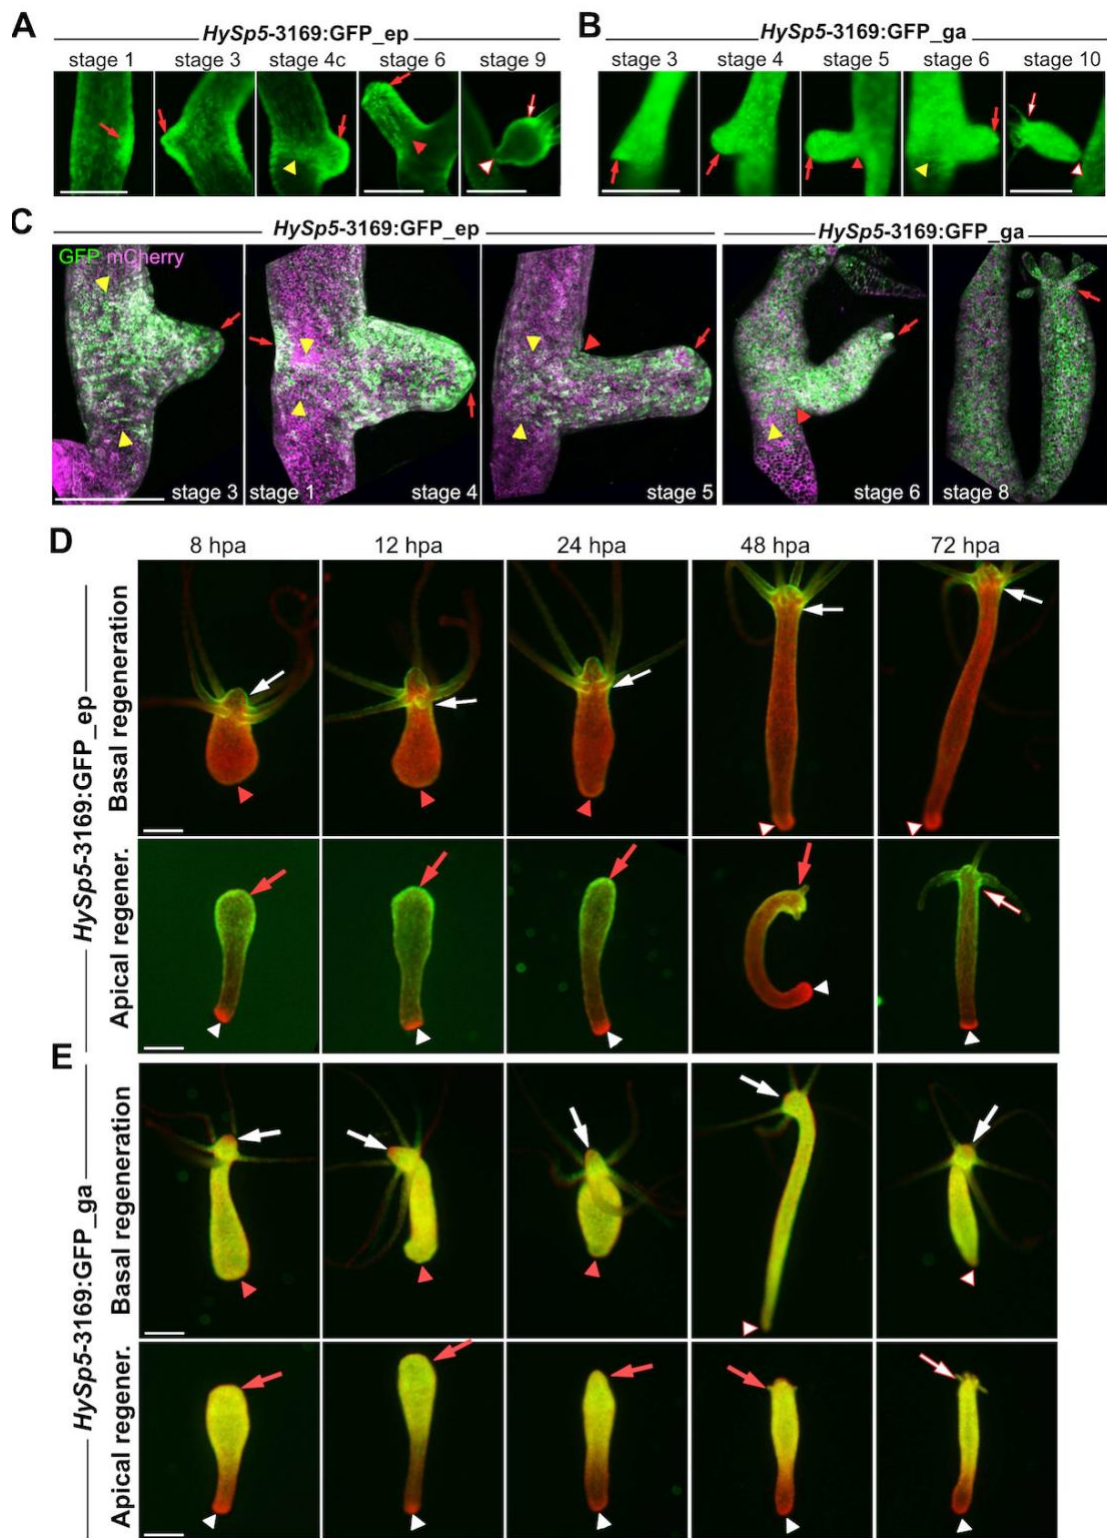 A HySp5-3169:GFP_ep
stage 1 stage 3 stage 4c stage 6 stage 9
B HySp5-3169:GFP_ga
stage 3 stage 4 stage 5 stage 6 stage 10
C HySp5-3169:GFP_ep HySp5-3169:GFP_ga
GFP mCherry
stage 3 stage 1 stage 4 stage 5 stage 6 stage 8
D 8 hpa 12 hpa 24 hpa 48 hpa 72 hpa
HySp5-3169:GFP_ep
Basal regeneration
Apical regener.
E
HySp5-3169:GFP_ga
Basal regeneration
Apical regener.